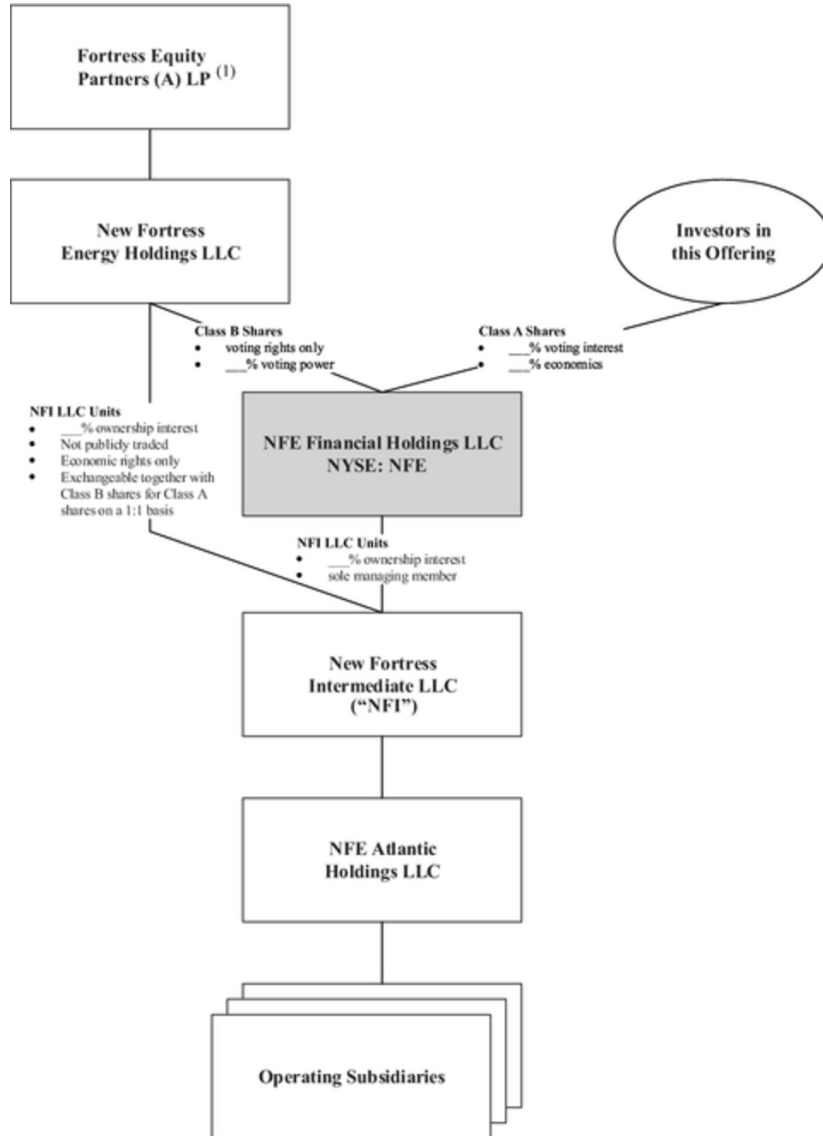 Fortress Equity
Partners (A) LP (1)
New Fortress
Energy Holdings LLC
Investors in
this Offering
Class B Shares
• voting rights only
• ___% voting power
Class A Shares
• ___% voting interest
• ___% economics
NFI LLC Units
• ___% ownership interest
• Not publicly traded
• Economic rights only
• Exchangeable together with
Class B shares for Class A
shares on a 1:1 basis
NFE Financial Holdings LLC
NYSE: NFE
NFI LLC Units
• ___% ownership interest
• sole managing member
New Fortress
Intermediate LLC
(“NFI”)
NFE Atlantic
Holdings LLC
Operating Subsidiaries